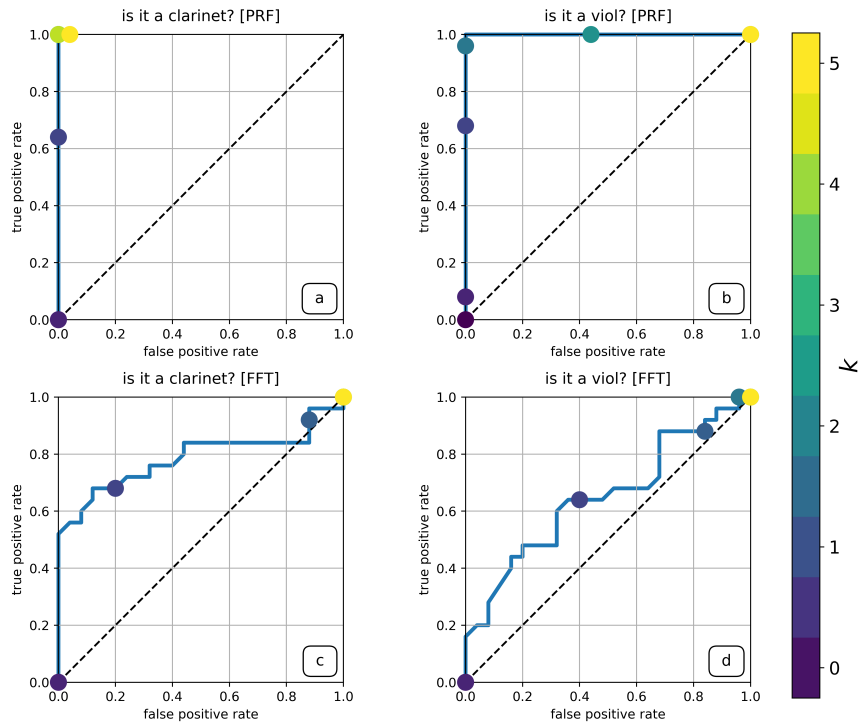 is it a clarinet? [PRF]
1.0
0.8
0.6
0.4
0.2
0.0
true positive rate
0.0 0.2 0.4 0.6 0.8 1.0
false positive rate
a
is it a viol? [PRF]
1.0
0.8
0.6
0.4
0.2
0.0
true positive rate
0.0 0.2 0.4 0.6 0.8 1.0
false positive rate
b
is it a clarinet? [FFT]
1.0
0.8
0.6
0.4
0.2
0.0
true positive rate
0.0 0.2 0.4 0.6 0.8 1.0
false positive rate
c
is it a viol? [FFT]
1.0
0.8
0.6
0.4
0.2
0.0
true positive rate
0.0 0.2 0.4 0.6 0.8 1.0
false positive rate
d
5
4
3
2
1
0
k